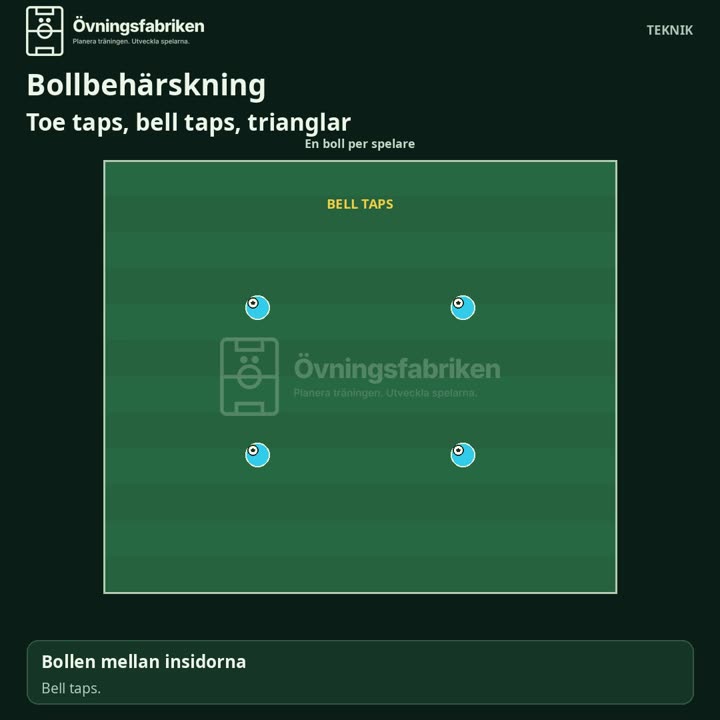 Övningsfabriken
Planera träningen. Utveckla spelarna.
TEKNIK
Bollbehärskning
Toe taps, bell taps, trianglar
En boll per spelare
BELL TAPS
Övningsfabriken
Planera träningen. Utveckla spelarna.
Bollen mellan insidorna
Bell taps.